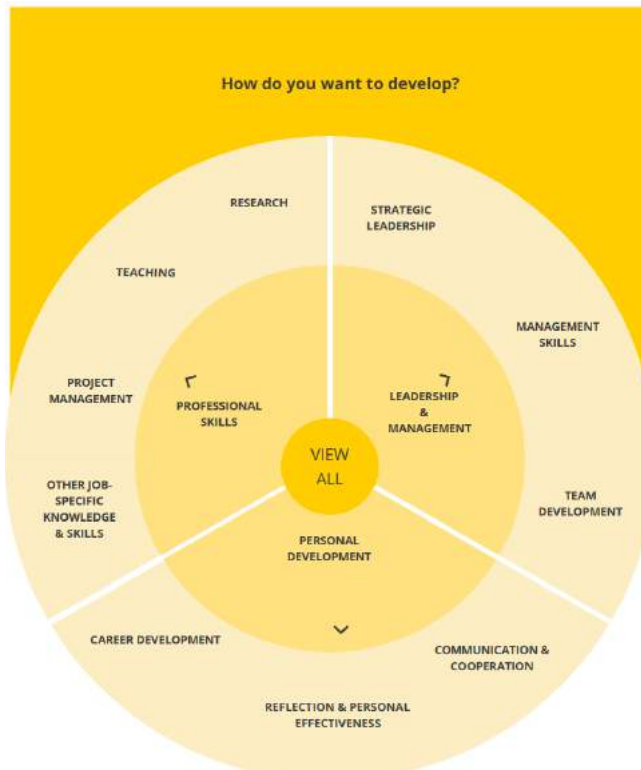 How do you want to develop?
RESEARCH
STRATEGIC
LEADERSHIP
TEACHING
MANAGEMENT
SKILLS
PROJECT
MANAGEMENT
PROFESSIONAL
SKILLS
LEADERSHIP
&
MANAGEMENT
VIEW
ALL
OTHER JOB-
SPECIFIC
KNOWLEDGE
& SKILLS
TEAM
DEVELOPMENT
PERSONAL
DEVELOPMENT
CAREER DEVELOPMENT
COMMUNICATION &
COOPERATION
REFLECTION & PERSONAL
EFFECTIVENESS